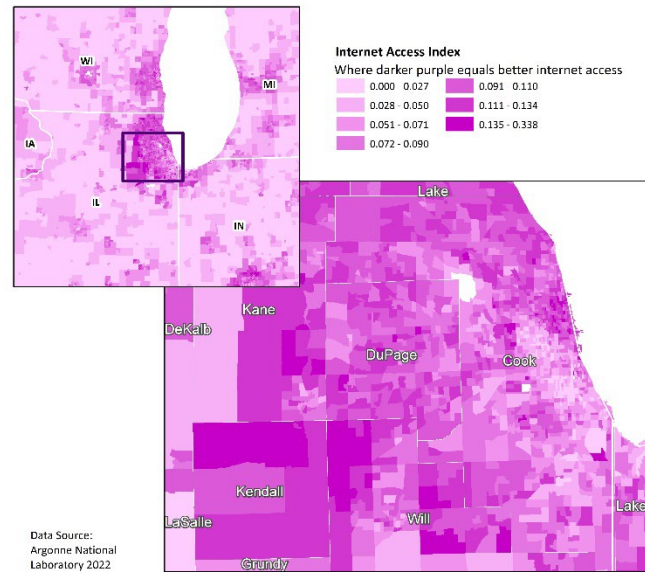 WI
MI
IA
IL
IN
Internet Access Index
Where darker purple equals better internet access
0.000 - 0.027
0.091 - 0.110
0.028 - 0.050
0.111 - 0.134
0.051 - 0.071
0.135 - 0.338
0.072 - 0.090
Lake
Kane
DeKalb
DuPage
Cook
Kendall
LaSalle
Will
Lake
Grundy
Data Source:
Argonne National
Laboratory 2022